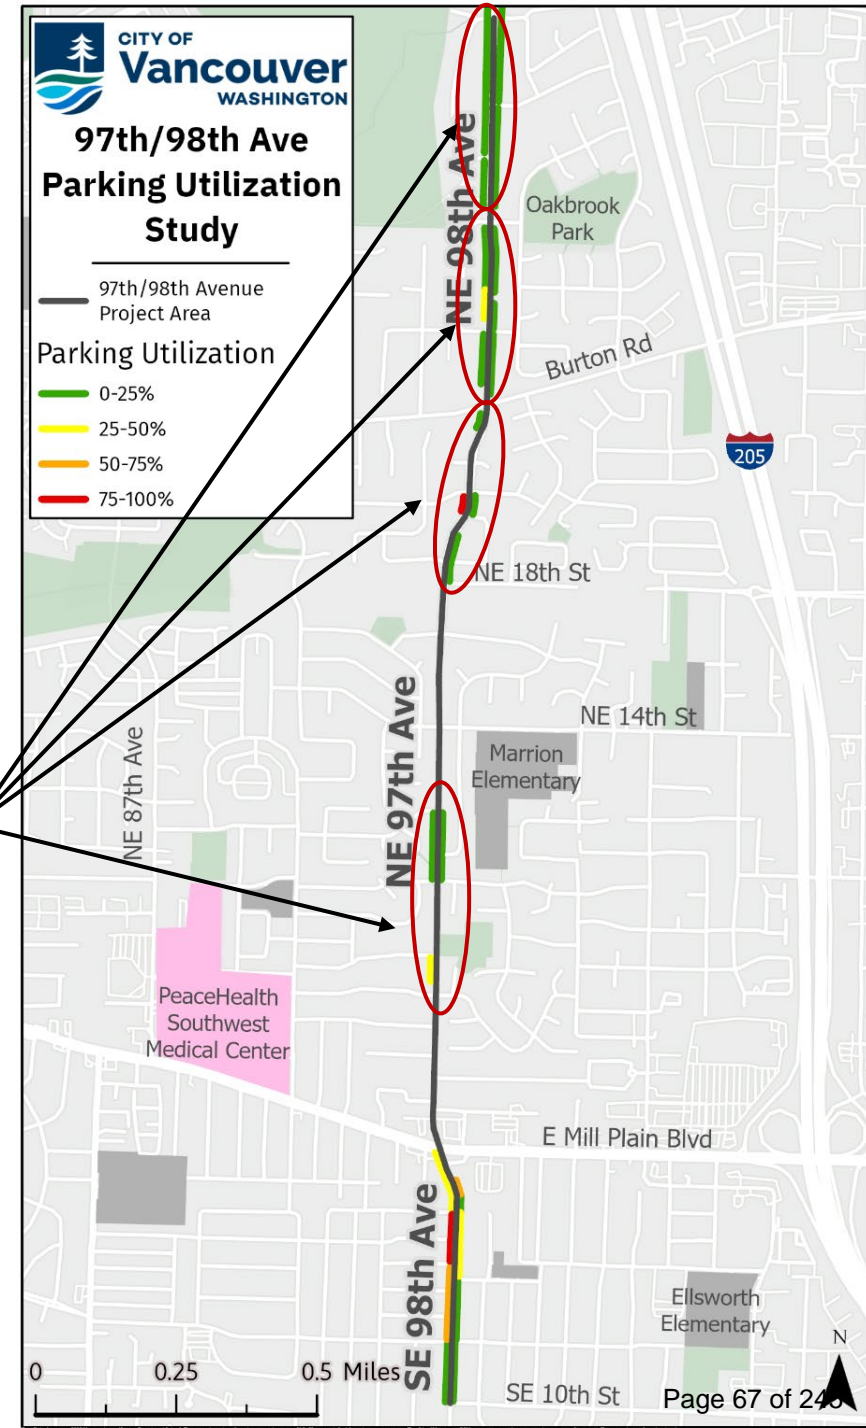 CITY OF
Vancouver
WASHINGTON
97th/98th Ave
Parking Utilization
Study
97th/98th Avenue
Project Area
Parking Utilization
0-25%
25-50%
50-75%
75-100%
NE 98th Ave
Oakbrook
Park
Burton Rd
205
NE 18th St
NE 97th Ave
NE 14th St
Marrion
Elementary
NE 87th Ave
PeaceHealth
Southwest
Medical Center
E Mill Plain Blvd
SE 98th Ave
Ellsworth
Elementary
N
0 0.25 0.5 Miles
SE 10th St
Page 67 of